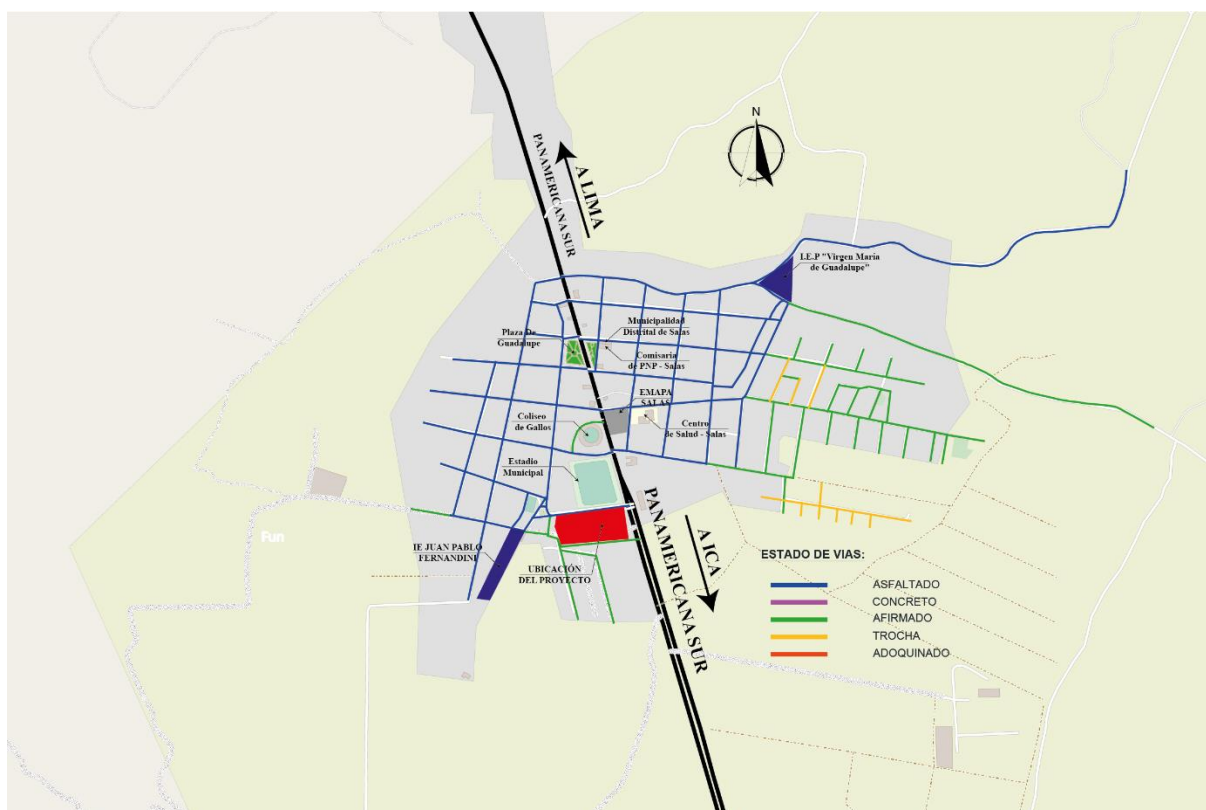 N
PANAMERICANA SUR
A LIMA
I.E.P "Virgen María
de Guadalupe"
Municipalidad
Distrital de Salas
Plaza De
Guadalupe
Comisaria
de PNP - Salas
EMAPA
SALAS
Coliseo
de Gallos
Centro
de Salud - Salas
Estadio
Municipal
PANAMERICANA SUR
A ICA
Fun
IE JUAN PABLO
FERNANDINI
UBICACIÓN
DEL PROYECTO
ESTADO DE VIAS:
ASFALTADO
CONCRETO
AFIRMADO
TROCHA
ADOQUINADO